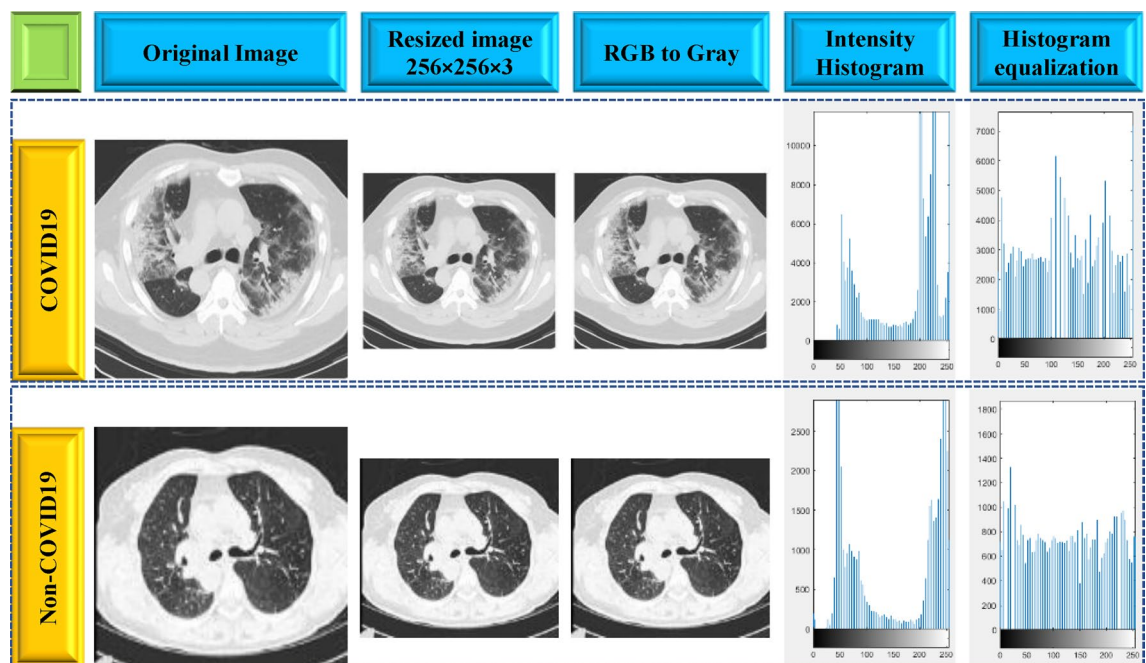 Original Image
Resized image
256×256×3
RGB to Gray
Intensity
Histogram
Histogram
equalization
COVID19
10000
8000
6000
4000
2000
0
0 50 100 150 200 250
7000
6000
5000
4000
3000
2000
1000
0
0 50 100 150 200 250
Non-COVID19
2500
2000
1500
1000
500
0
0 50 100 150 200 250
1800
1600
1400
1200
1000
800
600
400
200
0
0 50 100 150 200 250